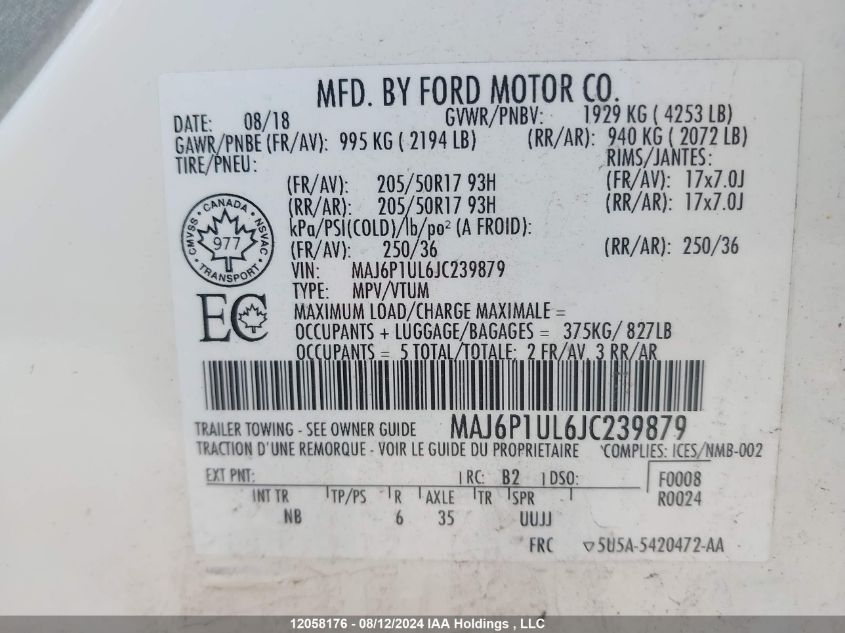 MFD. BY FORD MOTOR CO.
DATE: 08/18 GVWR/PNBV: 1929 KG ( 4253 LB)
GAWR/PNBE (FR/AV): 995 KG ( 2194 LB) (RR/AR): 940 KG ( 2072 LB)
TIRE/PNEU: RIMS/JANTES:
(FR/AV): 205/50R17 93H (FR/AV): 17x7.0J
(RR/AR): 205/50R17 93H (RR/AR): 17x7.0J
kPa/PSI(COLD)/lb/po² (A FROID):
(FR/AV): 250/36 (RR/AR): 250/36
CMVSS · CANADA · NSVAC
977
TRANSPORT
VIN: MAJ6P1UL6JC239879
TYPE: MPV/VTUM
EC
MAXIMUM LOAD/CHARGE MAXIMALE =
OCCUPANTS + LUGGAGE/BAGAGES = 375KG/ 827LB
OCCUPANTS = 5 TOTAL/TOTALE: 2 FR/AV, 3 RR/AR
TRAILER TOWING - SEE OWNER GUIDE MAJ6P1UL6JC239879
TRACTION D'UNE REMORQUE - VOIR LE GUIDE DU PROPRIETAIRE *COMPLIES: ICES/NMB-002
EXT PNT: RC: B2 DSO: F0008
R0024
INT TR TP/PS R AXLE TR SPR
NB 6 35 UUJJ
FRC ▽5U5A-5420472-AA
12058176 - 08/12/2024 IAA Holdings , LLC